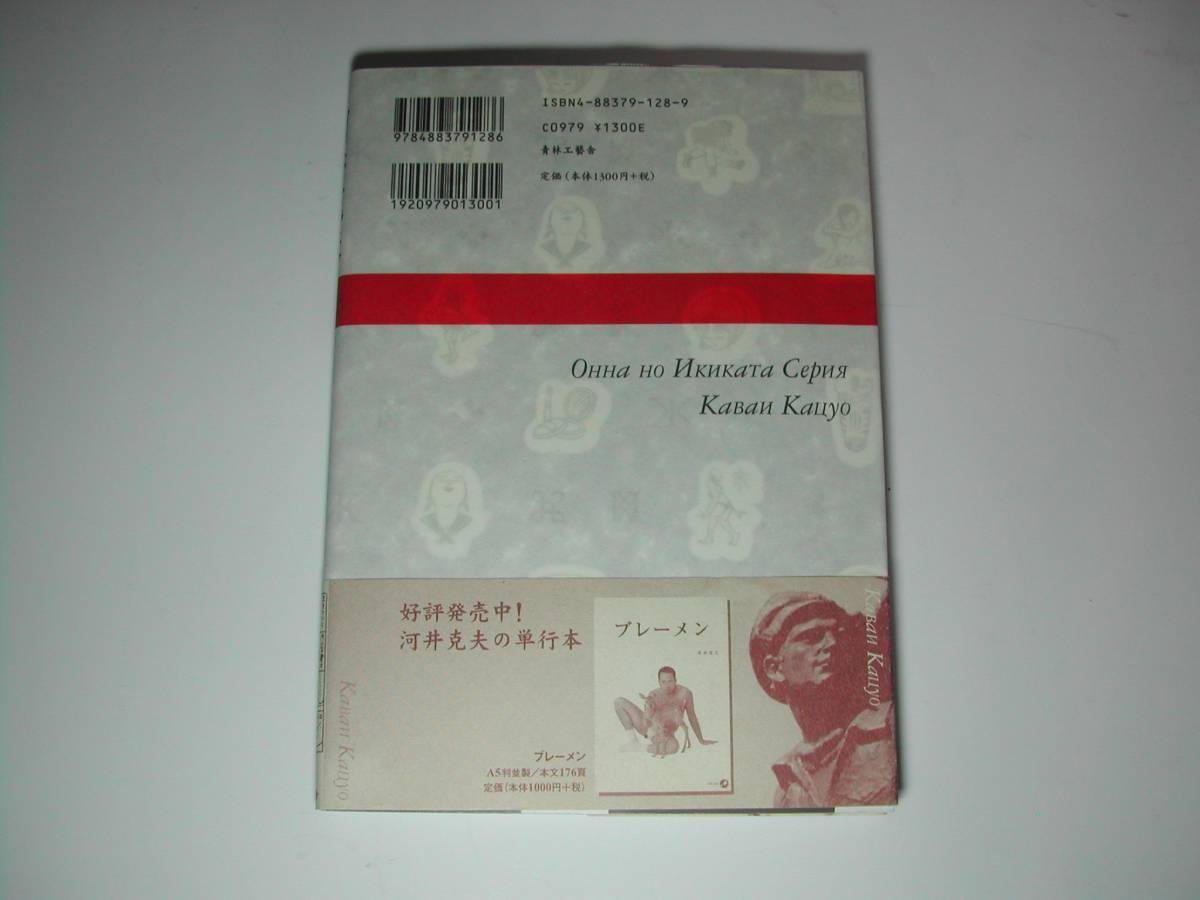 9784883791286
1920979013001
ISBN4-88379-128-9
C0979 ¥1300E
青林工藝舎
定価(本体1300円+税)
Онна но Икиката Серия
Каваи Кацуо
好評発売中!
河井克夫の単行本
ブレーメン
ブレーメン
A5判並製/本文176頁
定価(本体1000円+税)
Каваи Кацуо
Каваи Кацуо